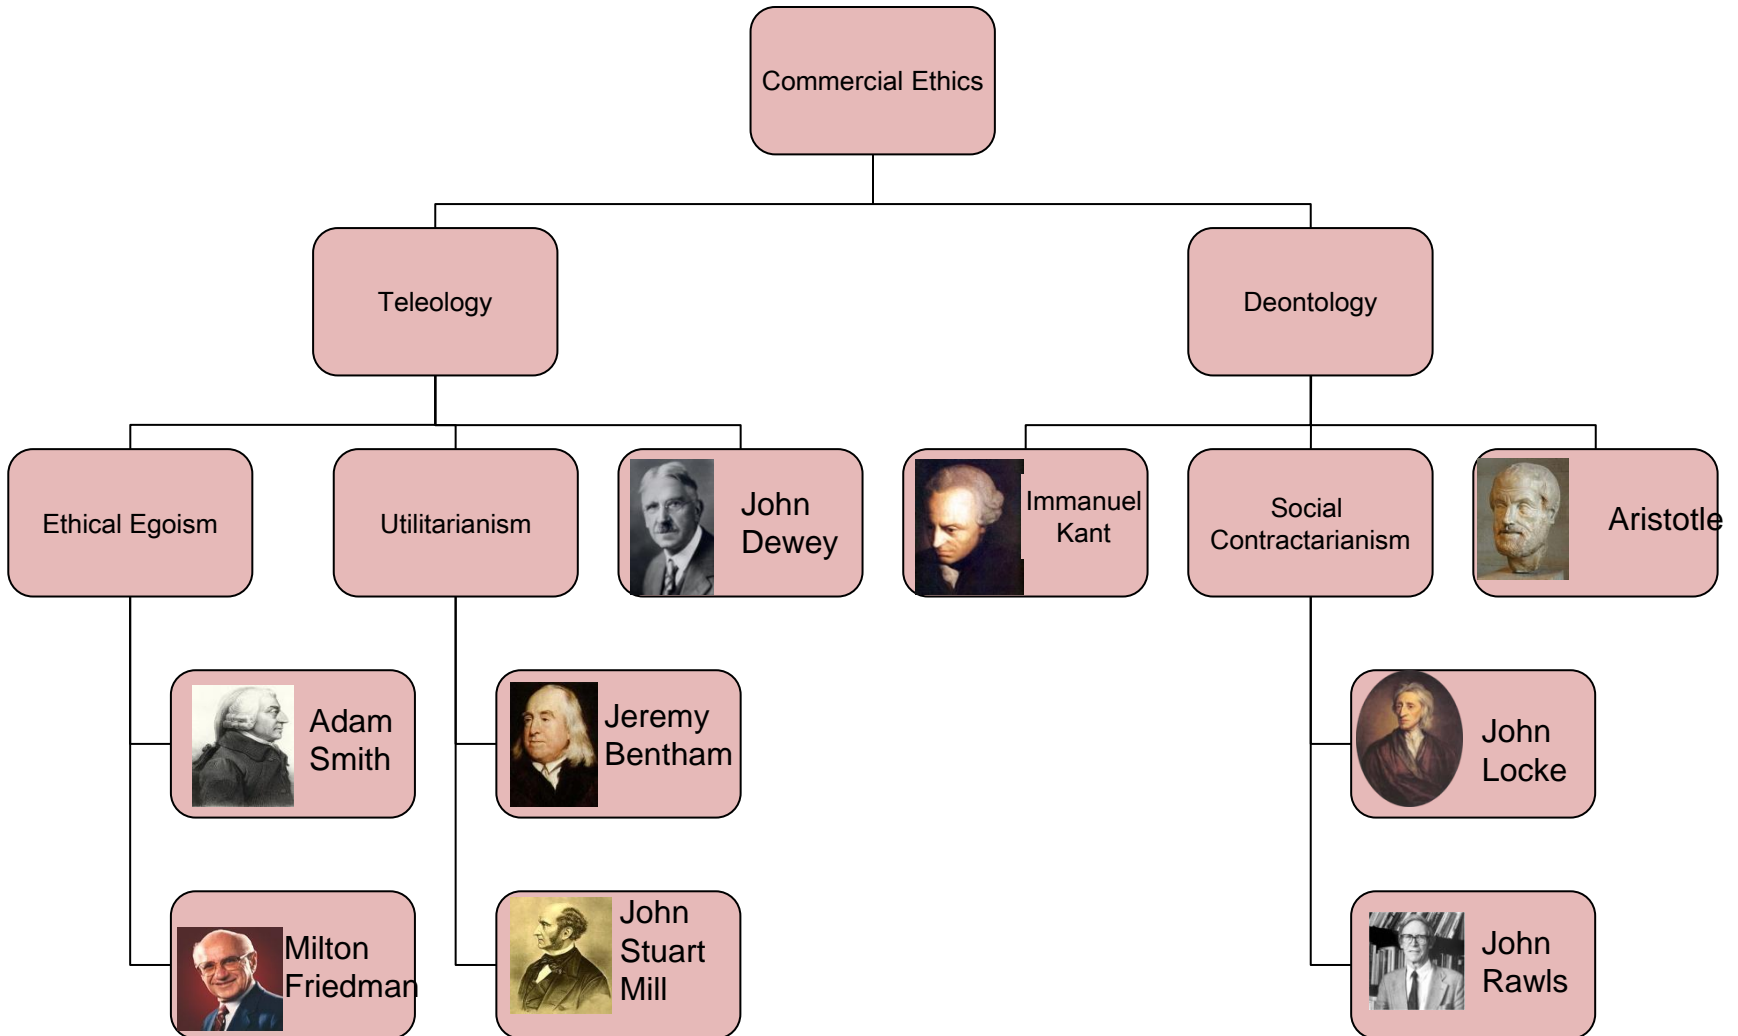 Commercial Ethics
Teleology
Deontology
Ethical Egoism
Utilitarianism
John
Dewey
Immanuel
Kant
Social
Contractarianism
Aristotle
Adam
Smith
Jeremy
Bentham
John
Locke
Milton
Friedman
John
Stuart
Mill
John
Rawls